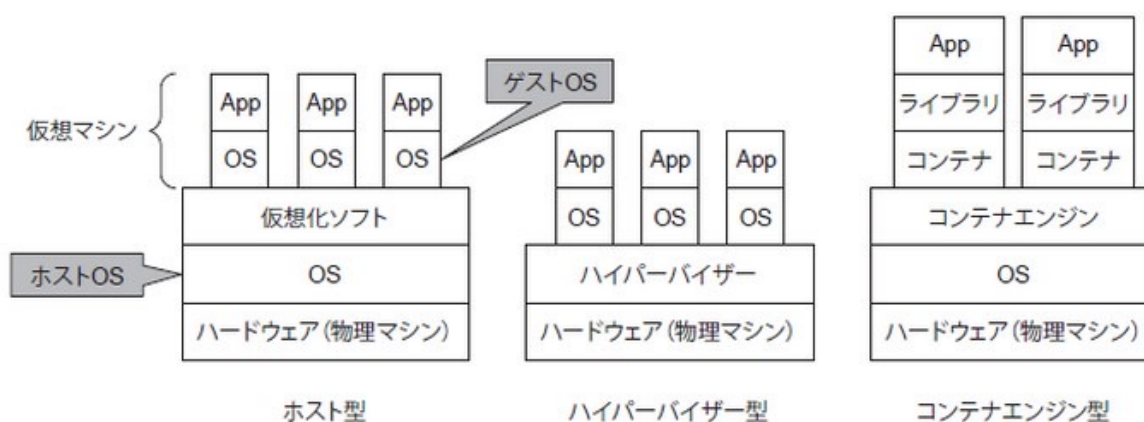 仮想マシン
App
App
App
OS
OS
OS
ゲストOS
仮想化ソフト
ホストOS
OS
ハードウェア(物理マシン)
ホスト型
App
App
App
OS
OS
OS
ハイパーバイザー
ハードウェア(物理マシン)
ハイパーバイザー型
App
App
ライブラリ
ライブラリ
コンテナ
コンテナ
コンテナエンジン
OS
ハードウェア(物理マシン)
コンテナエンジン型